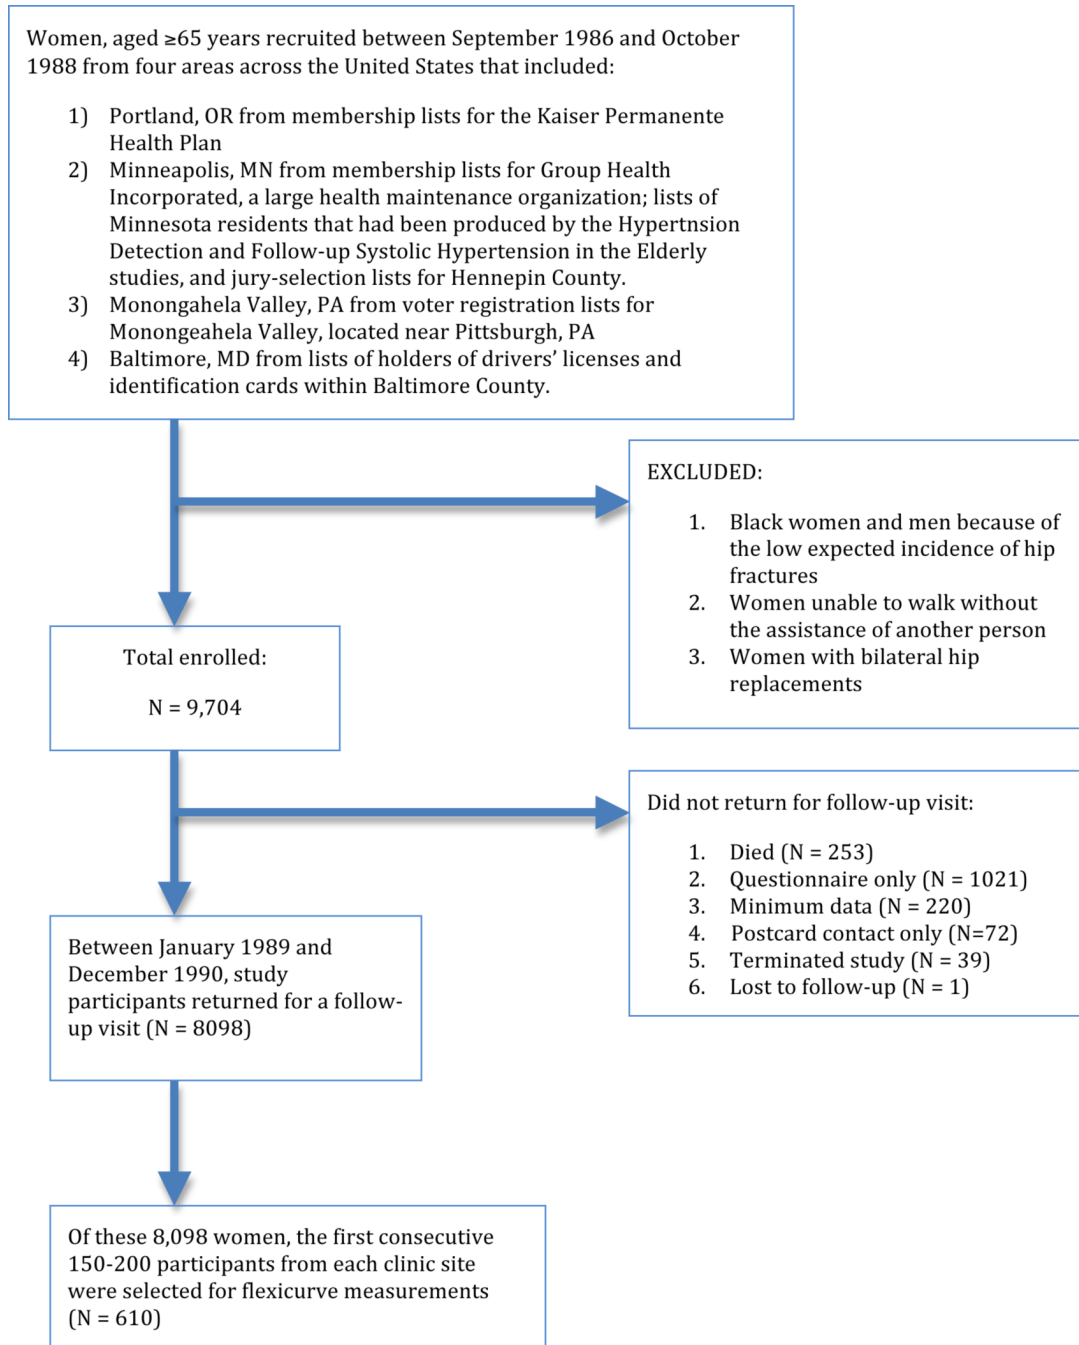 Women, aged ≥65 years recruited between September 1986 and October
1988 from four areas across the United States that included:
1) Portland, OR from membership lists for the Kaiser Permanente
Health Plan
2) Minneapolis, MN from membership lists for Group Health
Incorporated, a large health maintenance organization; lists of
Minnesota residents that had been produced by the Hypertnsion
Detection and Follow-up Systolic Hypertension in the Elderly
studies, and jury-selection lists for Hennepin County.
3) Monongahela Valley, PA from voter registration lists for
Monongeahela Valley, located near Pittsburgh, PA
4) Baltimore, MD from lists of holders of drivers’ licenses and
identification cards within Baltimore County.
EXCLUDED:
1. Black women and men because of
the low expected incidence of hip
fractures
2. Women unable to walk without
the assistance of another person
3. Women with bilateral hip
replacements
Total enrolled:
N = 9,704
Did not return for follow-up visit:
1. Died (N = 253)
2. Questionnaire only (N = 1021)
3. Minimum data (N = 220)
4. Postcard contact only (N=72)
5. Terminated study (N = 39)
6. Lost to follow-up (N = 1)
Between January 1989 and
December 1990, study
participants returned for a follow-
up visit (N = 8098)
Of these 8,098 women, the first consecutive
150-200 participants from each clinic site
were selected for flexicurve measurements
(N = 610)